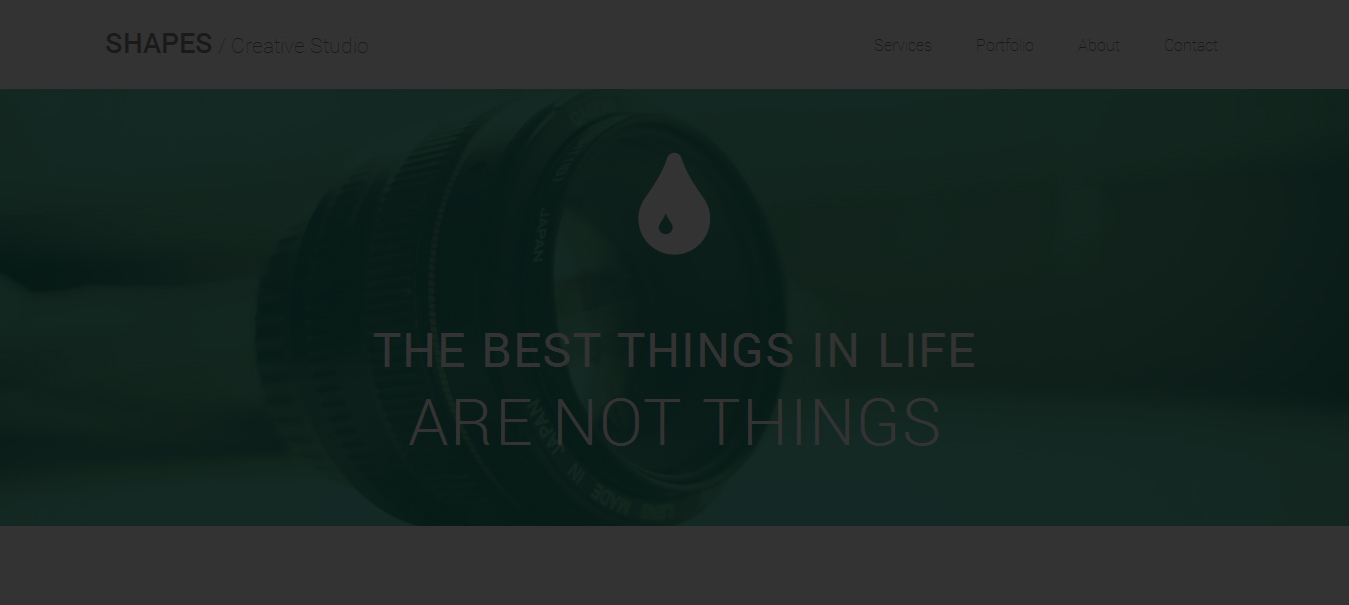 SHAPES / Creative Studio
Services Portfolio About Contact
JAPAN
THE BEST THINGS IN LIFE
ARE NOT THINGS
LENS MADE IN JAPAN